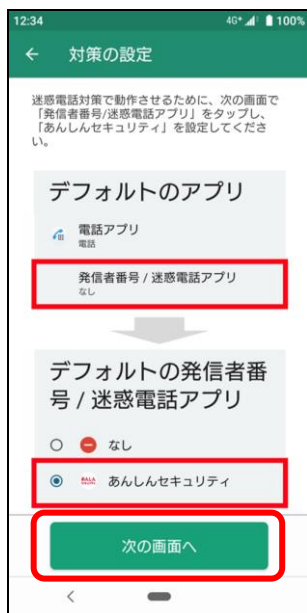 12:34 4G+ 100%
← 対策の設定
迷惑電話対策で動作させるために、次の画面で
「発信者番号/迷惑電話アプリ」をタップし、
「あんしんセキュリティ」を設定してくださ
い。
デフォルトのアプリ
電話アプリ
電話
発信者番号 / 迷惑電話アプリ
なし
デフォルトの発信者番
号 / 迷惑電話アプリ
なし
あんしんセキュリティ
次の画面へ